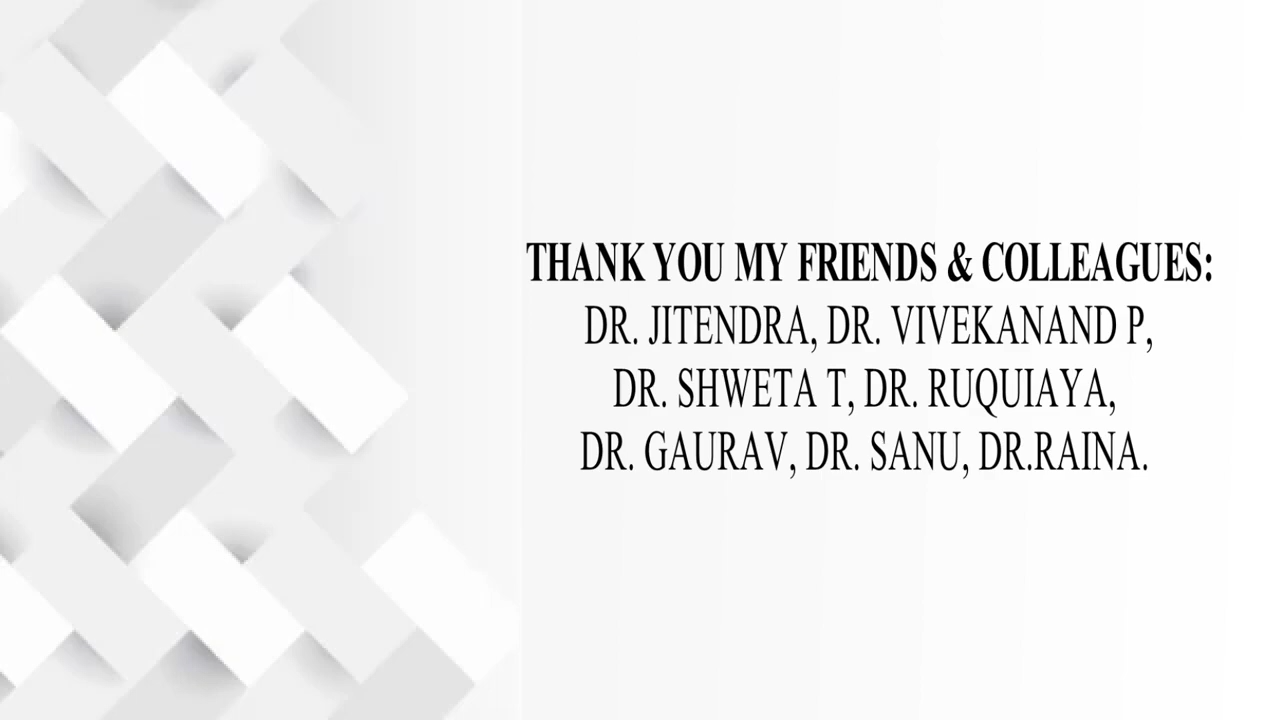 THANK YOU MY FRIENDS & COLLEAGUES:
DR. JITENDRA, DR. VIVEKANAND P,
DR. SHWETA T, DR. RUQUIAYA,
DR. GAURAV, DR. SANU, DR.RAINA.